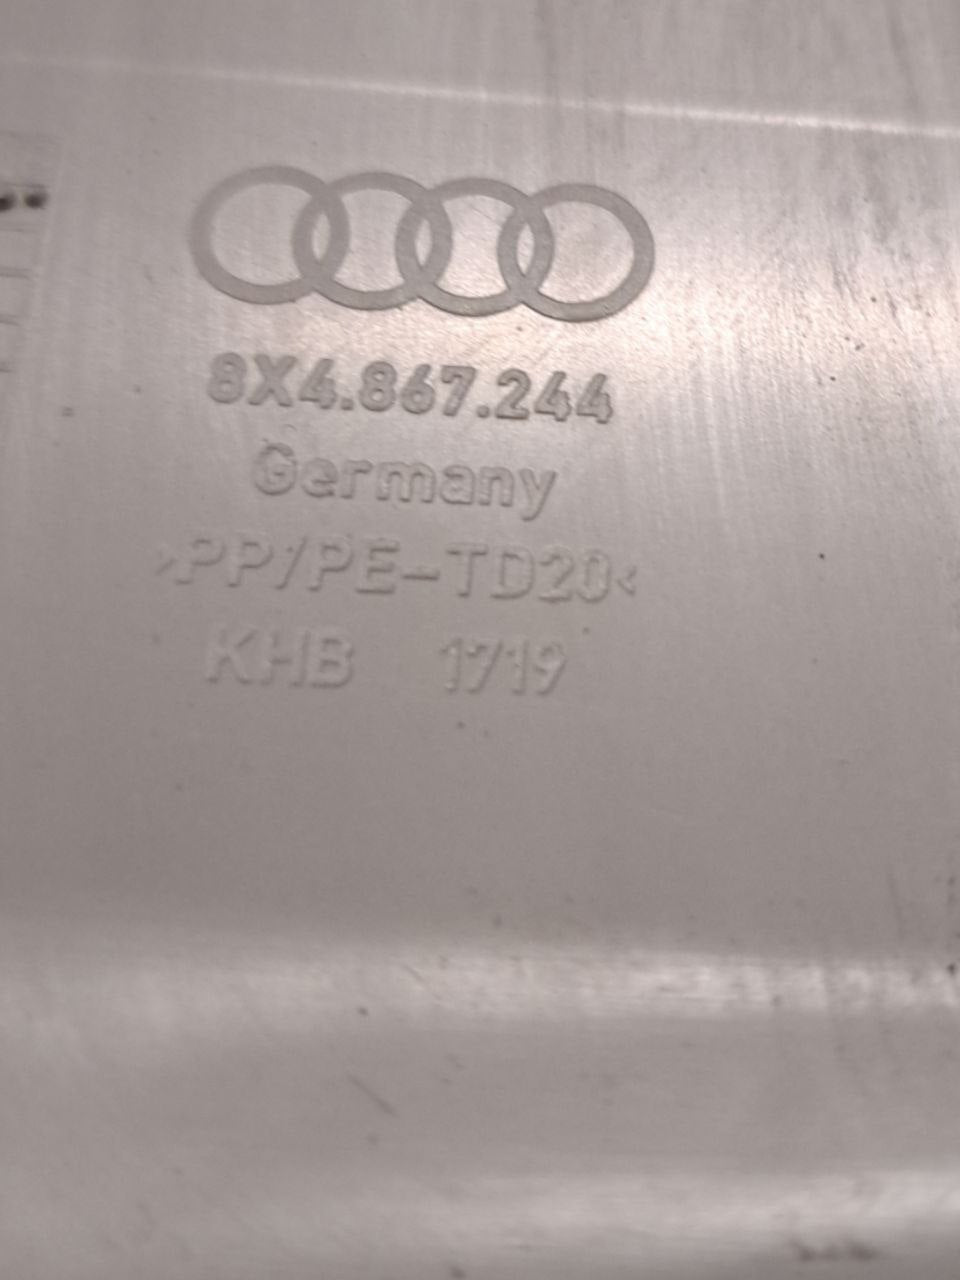 8X4.867.244
Germany
>PP/PE-TD20<
KHB 1719